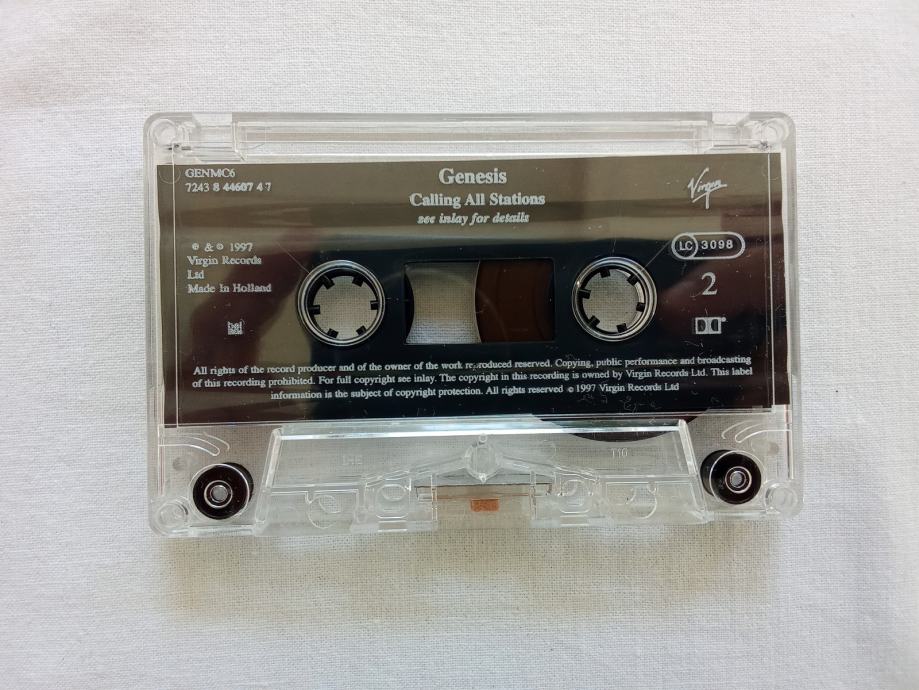 GENMC6
7243 8 44607 4 7
Genesis
Calling All Stations
see inlay for details
Virgin
℗ & © 1997
Virgin Records
Ltd
Made In Holland
LC 3098
2
All rights of the record producer and of the owner of the work reproduced reserved. Copying, public performance and broadcasting
of this recording prohibited. For full copyright see inlay. The copyright in this recording is owned by Virgin Records Ltd. This label
information is the subject of copyright protection. All rights reserved © 1997 Virgin Records Ltd